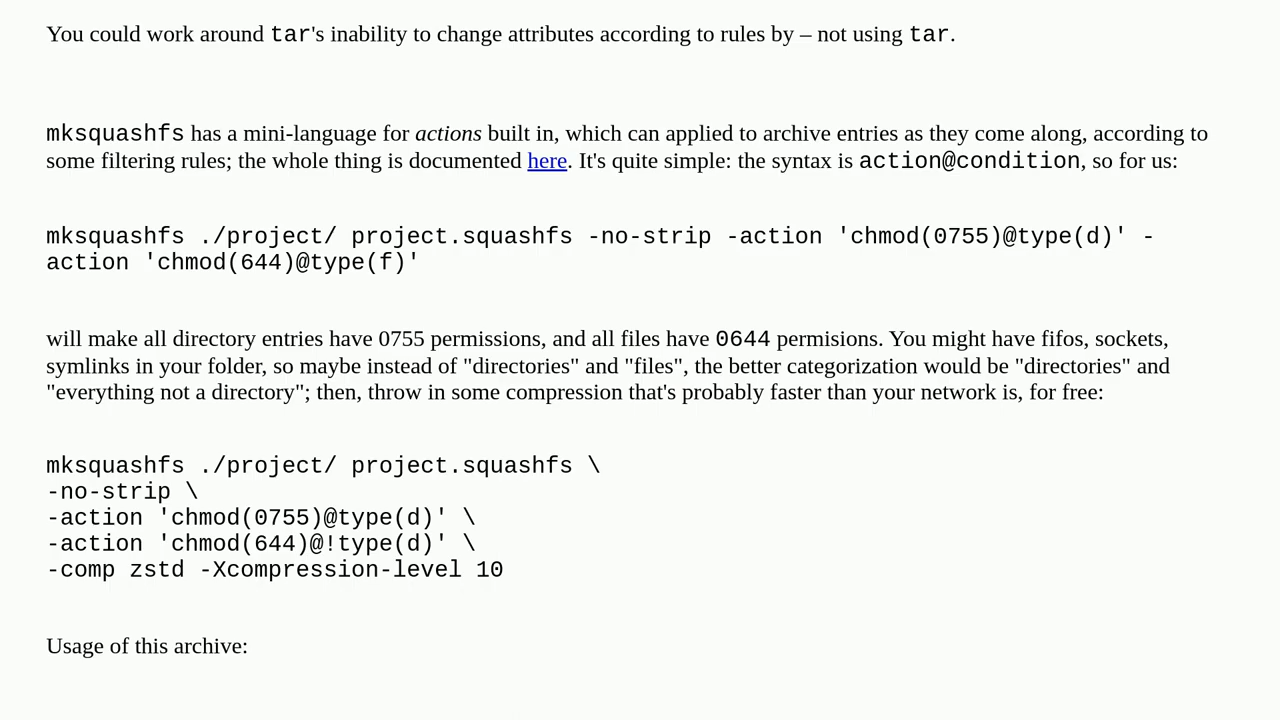 You could work around tar's inability to change attributes according to rules by – not using tar.
mksquashfs has a mini-language for actions built in, which can applied to archive entries as they come along, according to
some filtering rules; the whole thing is documented here. It's quite simple: the syntax is action@condition, so for us:
mksquashfs ./project/ project.squashfs -no-strip -action 'chmod(0755)@type(d)' -
action 'chmod(644)@type(f)'
will make all directory entries have 0755 permissions, and all files have 0644 permisions. You might have fifos, sockets,
symlinks in your folder, so maybe instead of "directories" and "files", the better categorization would be "directories" and
"everything not a directory"; then, throw in some compression that's probably faster than your network is, for free:
mksquashfs ./project/ project.squashfs \
-no-strip \
-action 'chmod(0755)@type(d)' \
-action 'chmod(644)@!type(d)' \
-comp zstd -Xcompression-level 10
Usage of this archive: